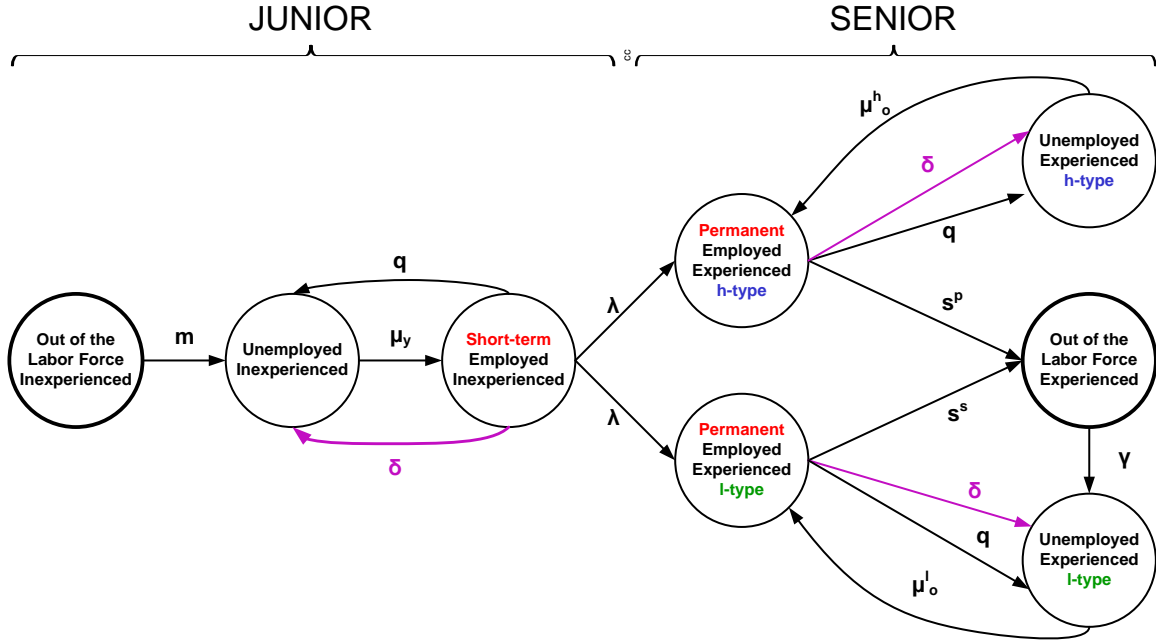 JUNIOR
SENIOR
cc
μʰₒ
Unemployed
Experienced
h-type
δ
q
Permanent
Employed
Experienced
h-type
q
λ
sᵖ
Out of the
Labor Force
Inexperienced
m
Unemployed
Inexperienced
μᵧ
Short-term
Employed
Inexperienced
Out of the
Labor Force
Experienced
δ
λ
sˢ
γ
Permanent
Employed
Experienced
l-type
δ
q
Unemployed
Experienced
l-type
μˡₒ